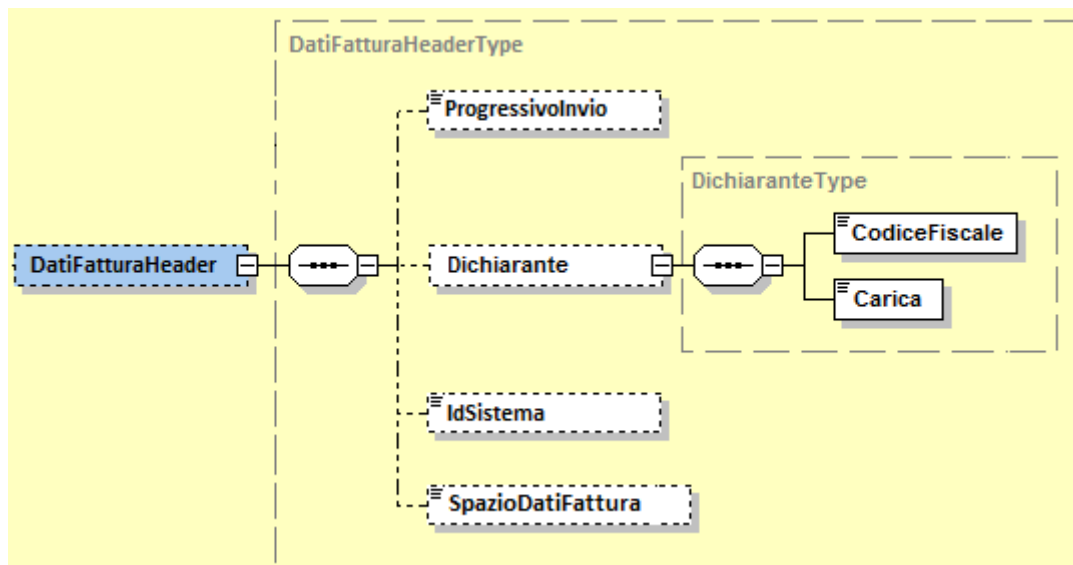 DatiFatturaHeaderType
ProgressivoInvio
DichiaranteType
CodiceFiscale
DatiFatturaHeader
Dichiarante
Carica
IdSistema
SpazioDatiFattura